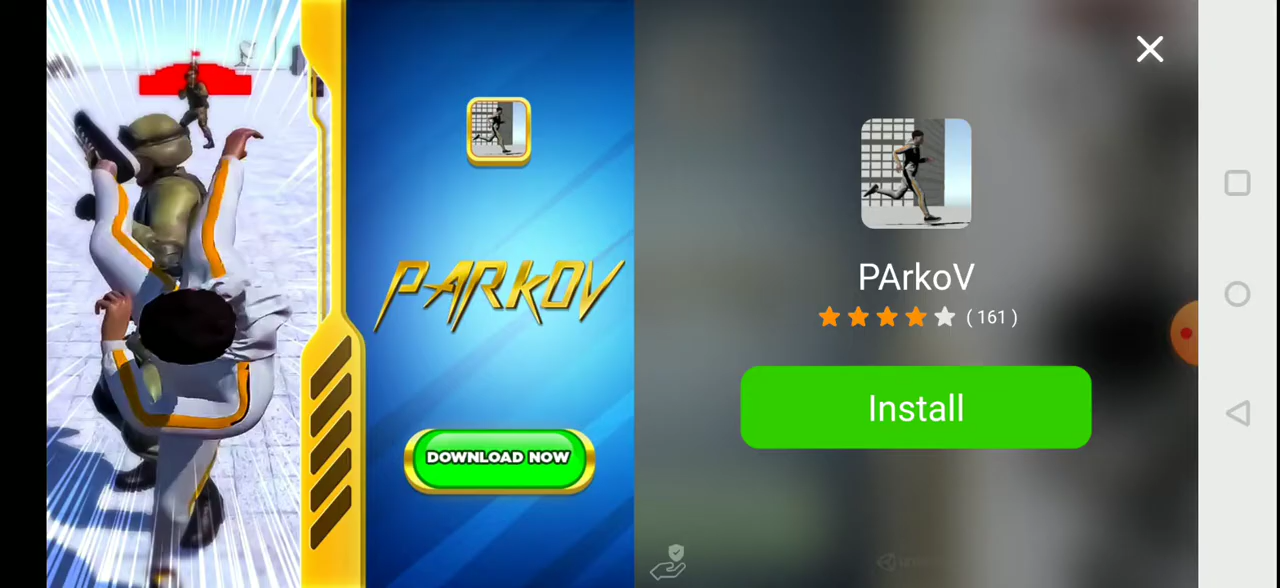 PARKOV
DOWNLOAD NOW
PArkoV
( 161 )
Install